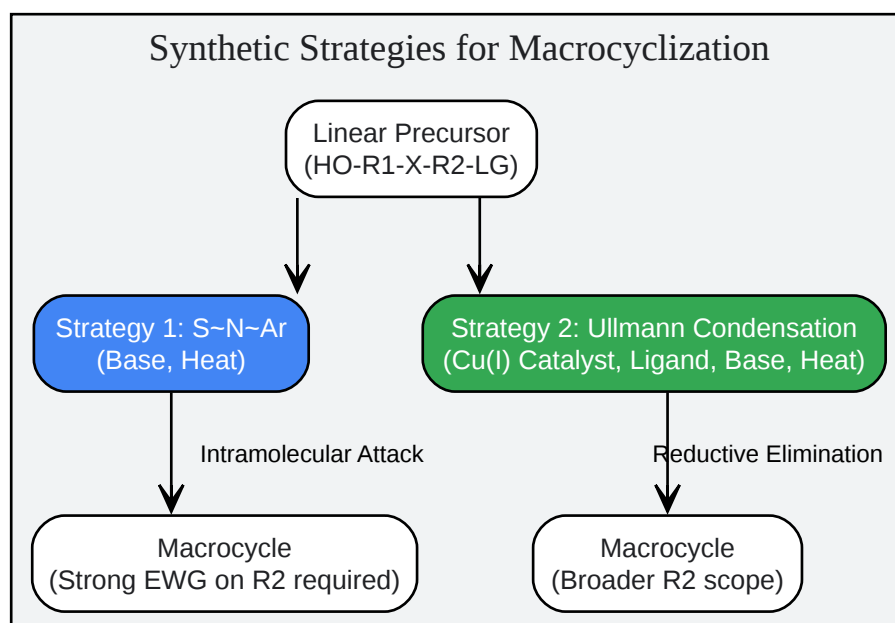 Synthetic Strategies for Macrocyclization
Linear Precursor
(HO-R1-X-R2-LG)
Strategy 1: S~N~Ar
(Base, Heat)
Strategy 2: Ullmann Condensation
(Cu(I) Catalyst, Ligand, Base, Heat)
Intramolecular Attack
Reductive Elimination
Macrocycle
(Strong EWG on R2 required)
Macrocycle
(Broader R2 scope)